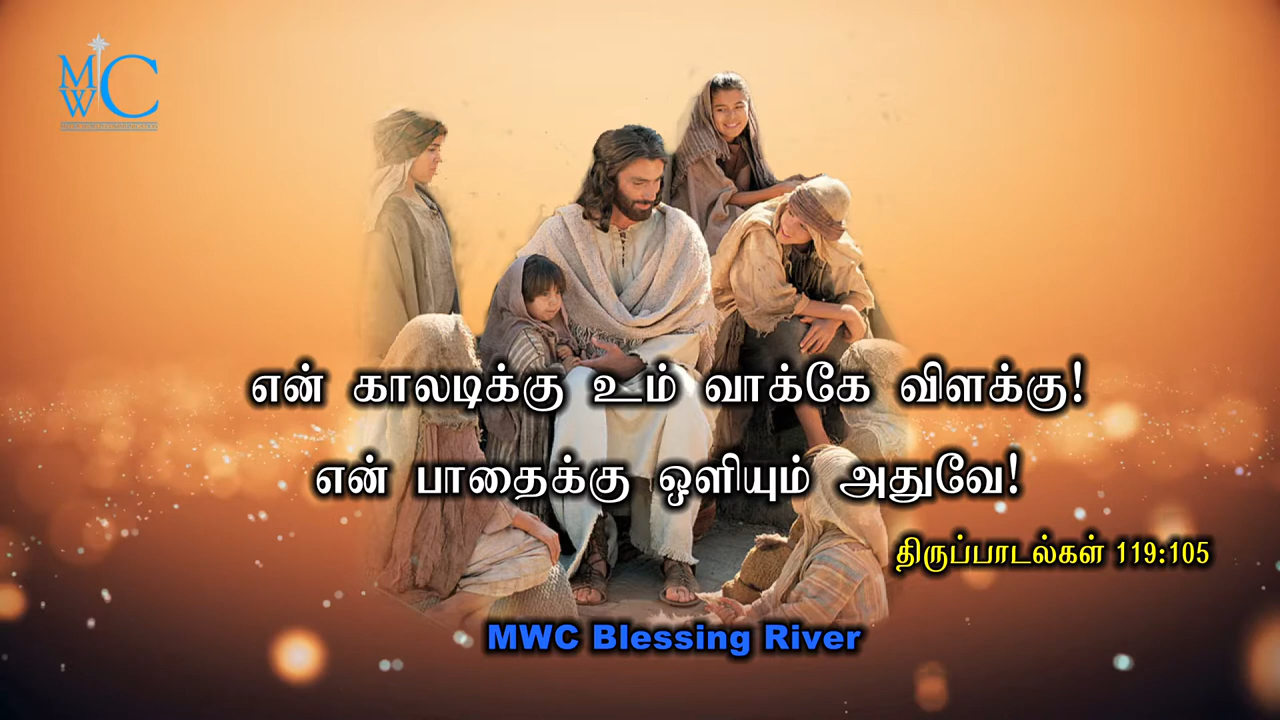 MWC
என் காலடிக்கு உம் வாக்கே விளக்கு!
என் பாதைக்கு ஒளியும் அதுவே!
திருப்பாடல்கள் 119:105
MWC Blessing River